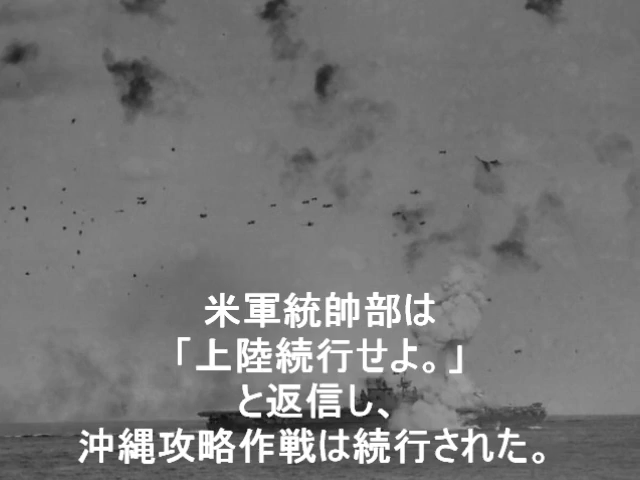 米軍統帥部は
「上陸続行せよ。」
と返信し、
沖縄攻略作戦は続行された。